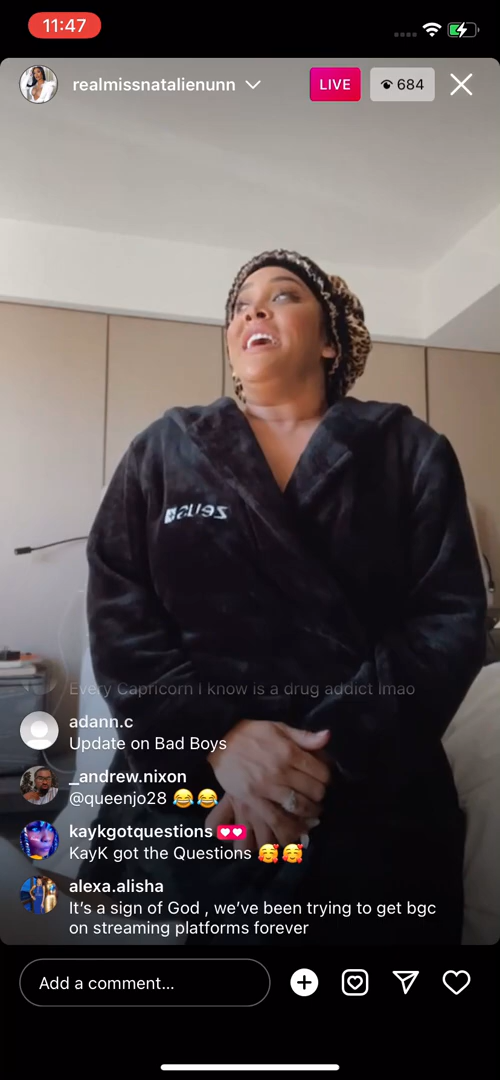 11:47
realmissnatalienunn
LIVE
684
zeus
Every Capricorn I know is a drug addict lmao
adann.c
Update on Bad Boys
_andrew.nixon
@queenjo28 😂😂
kaykgotquestions
KayK got the Questions 🥰🥰
alexa.alisha
It’s a sign of God , we’ve been trying to get bgc
on streaming platforms forever
Add a comment...